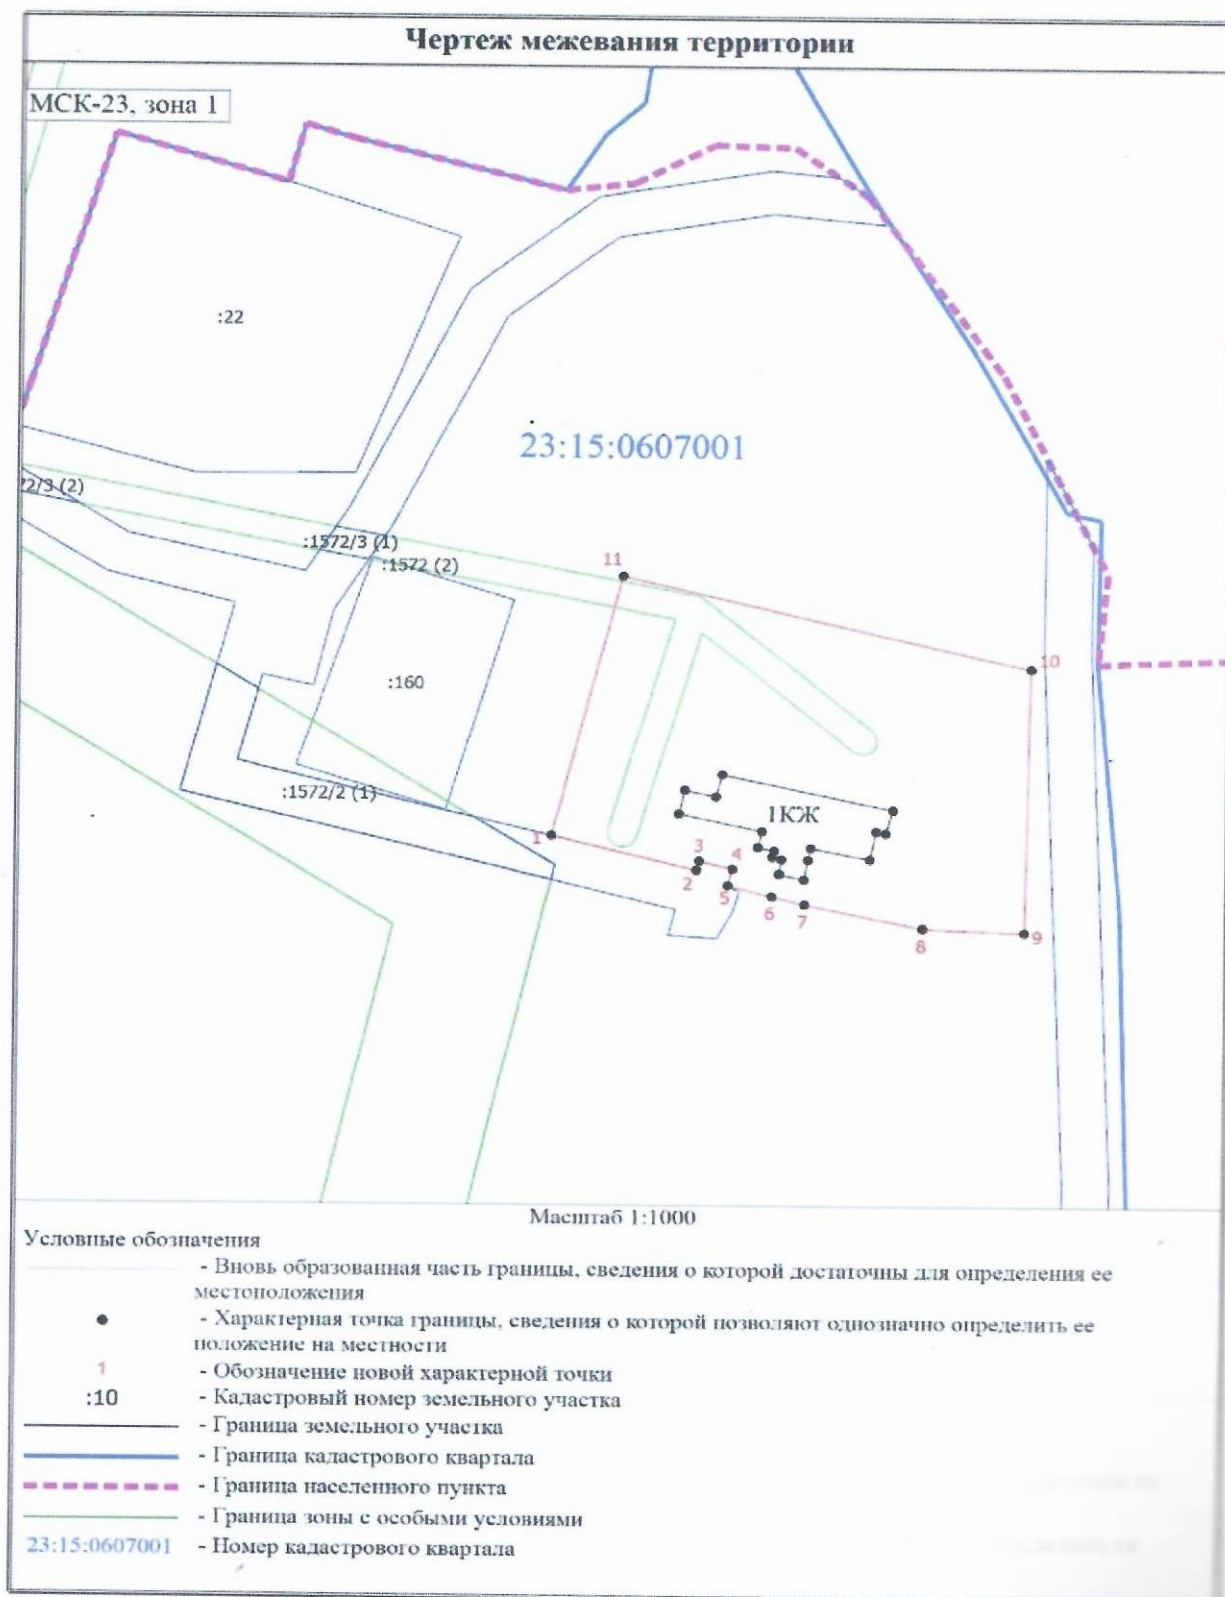 Чертеж межевания территории
МСК-23, зона 1
:22
23:15:0607001
72/3 (2)
:1572/3 (1)
:1572 (2)
11
10
:160
:1572/2 (1)
1КЖ
1
3
4
2
5
6
7
8
9
Масштаб 1:1000
Условные обозначения
- Вновь образованная часть границы, сведения о которой достаточны для определения ее
местоположения
- Характерная точка границы, сведения о которой позволяют однозначно определить ее
положение на местности
1 - Обозначение новой характерной точки
:10 - Кадастровый номер земельного участка
- Граница земельного участка
- Граница кадастрового квартала
- Граница населенного пункта
- Граница зоны с особыми условиями
23:15:0607001 - Номер кадастрового квартала